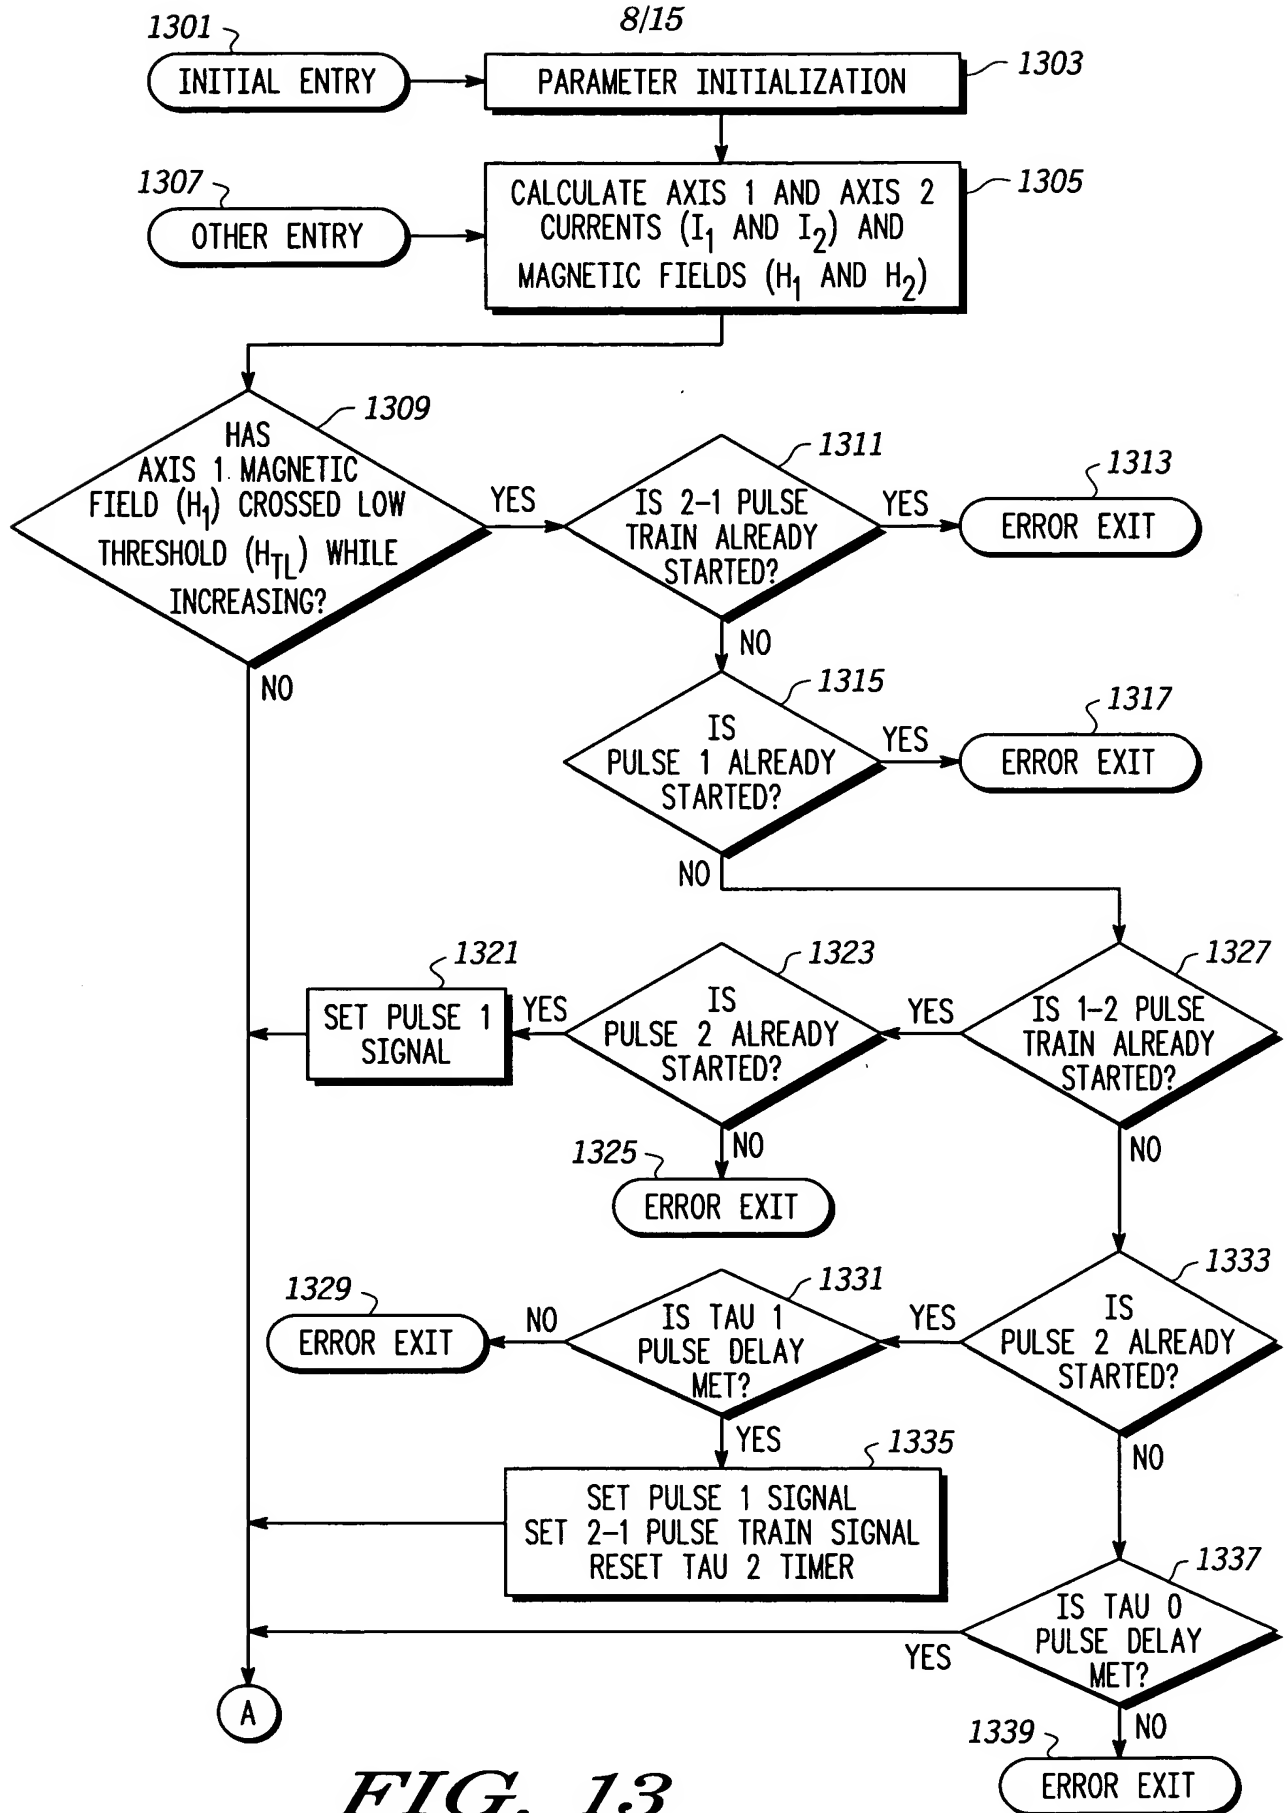 8/15
1301
INITIAL ENTRY
PARAMETER INITIALIZATION
1303
1307
OTHER ENTRY
CALCULATE AXIS 1 AND AXIS 2
CURRENTS (I1 AND I2) AND
MAGNETIC FIELDS (H1 AND H2)
1305
1309
HAS
AXIS 1 MAGNETIC
FIELD (H1) CROSSED LOW
THRESHOLD (HTL) WHILE
INCREASING?
YES
NO
1311
IS 2-1 PULSE
TRAIN ALREADY
STARTED?
YES
NO
1313
ERROR EXIT
1315
IS
PULSE 1 ALREADY
STARTED?
YES
NO
1317
ERROR EXIT
1321
SET PULSE 1
SIGNAL
YES
1323
IS
PULSE 2 ALREADY
STARTED?
YES
1327
IS 1-2 PULSE
TRAIN ALREADY
STARTED?
NO
NO
1325
ERROR EXIT
1329
ERROR EXIT
NO
1331
IS TAU 1
PULSE DELAY
MET?
YES
YES
1333
IS
PULSE 2 ALREADY
STARTED?
NO
1335
SET PULSE 1 SIGNAL
SET 2-1 PULSE TRAIN SIGNAL
RESET TAU 2 TIMER
1337
IS TAU 0
PULSE DELAY
MET?
YES
NO
A
1339
ERROR EXIT
FIG. 13